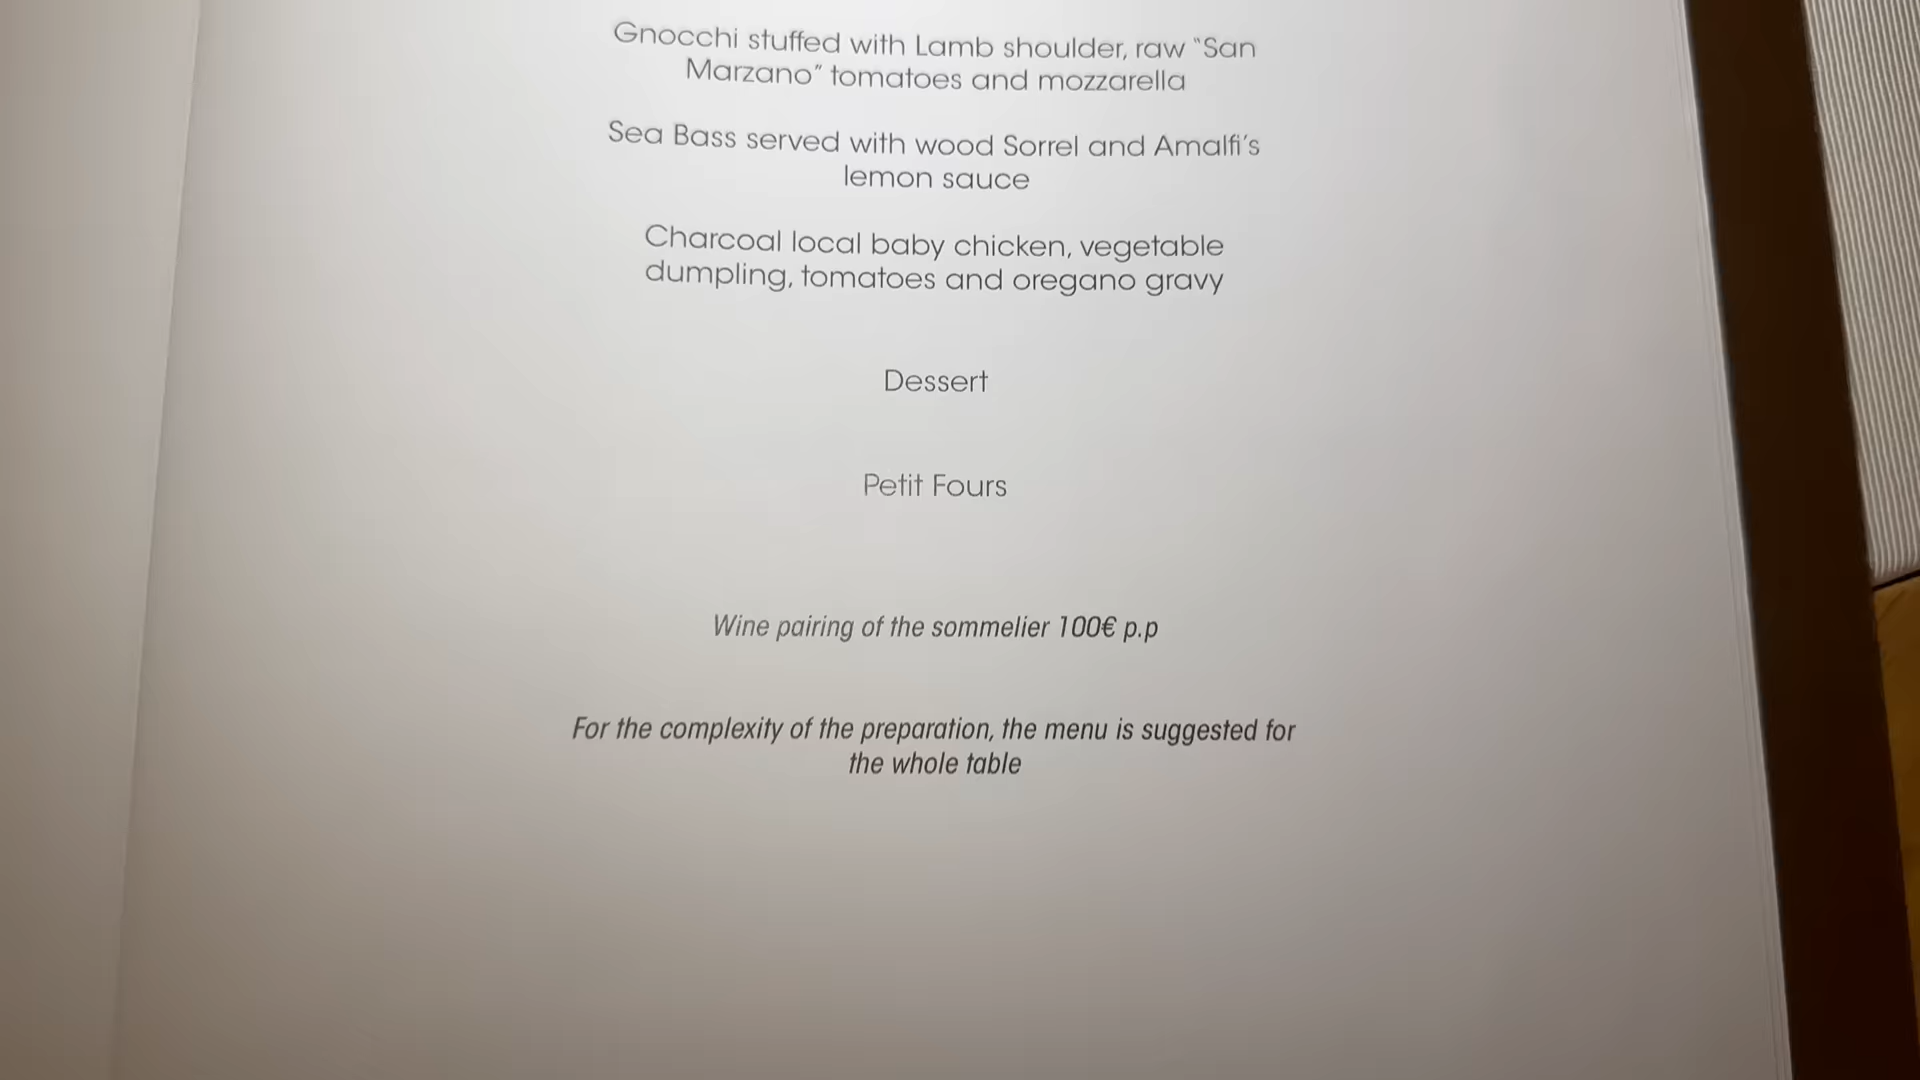 Gnocchi stuffed with Lamb shoulder, raw “San
Marzano” tomatoes and mozzarella
Sea Bass served with wood Sorrel and Amalfi’s
lemon sauce
Charcoal local baby chicken, vegetable
dumpling, tomatoes and oregano gravy
Dessert
Petit Fours
Wine pairing of the sommelier 100€ p.p
For the complexity of the preparation, the menu is suggested for
the whole table